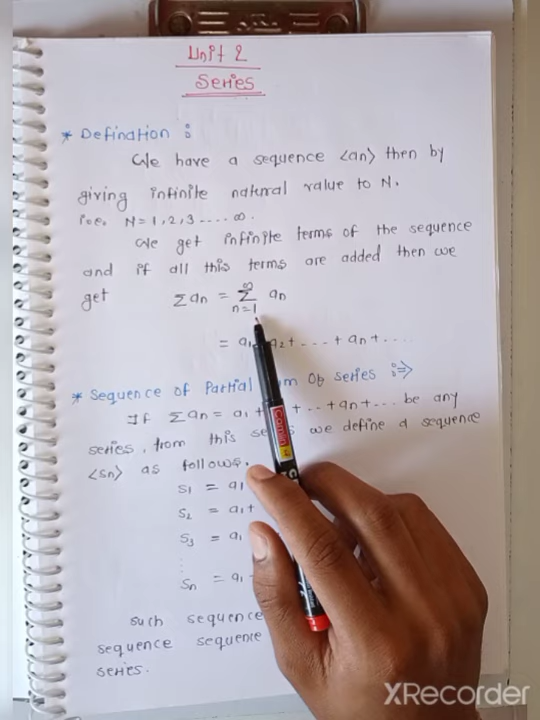 Unit 2
Series
* Defination :
We have a sequence <an> then by
giving infinite natural value to N.
i.e. N=1,2,3 ---- ∞.
We get infinite terms of the sequence
and if all this terms are added then we
get Σan = ∞Σn=1 an
= a1 a2 + --- + an + ....
* Sequence of Partial um Of series :⇒
If Σan = a1 + + .. + an + ... be any
series, from this se s we define a sequence
<sn> as follows.
S1 = a1
S2 = a1 +
S3 = a1
Sn = a1
such sequence
sequence sequence
series.
Camlin
XRecorder